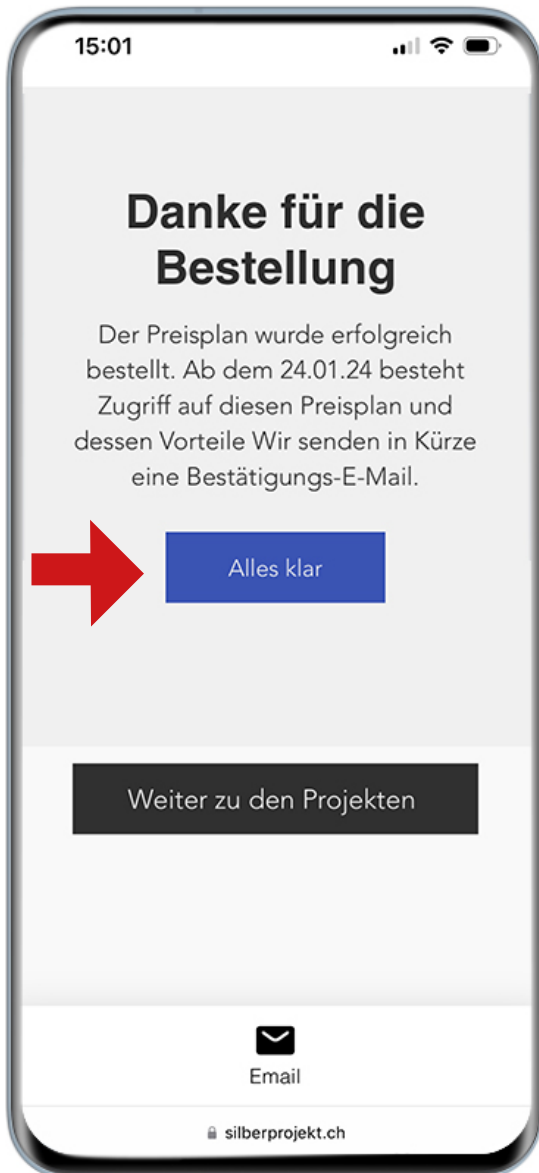 15:01
Danke für die
Bestellung
Der Preisplan wurde erfolgreich
bestellt. Ab dem 24.01.24 besteht
Zugriff auf diesen Preisplan und
dessen Vorteile Wir senden in Kürze
eine Bestätigungs-E-Mail.
Alles klar
Weiter zu den Projekten
Email
silberprojekt.ch